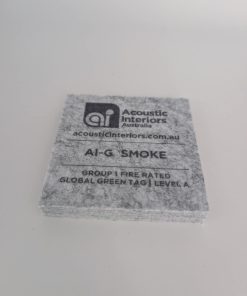 ai
Acoustic
Interiors
Australia
acousticinteriors.com.au
AI-G SMOKE
GROUP 1 FIRE RATED
GLOBAL GREEN TAG | LEVEL A